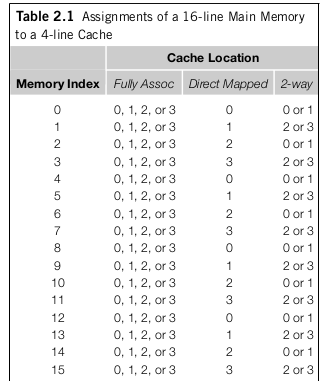 Table 2.1 Assignments of a 16-line Main Memory
to a 4-line Cache
Cache Location
Memory Index Fully Assoc Direct Mapped 2-way
0 0, 1, 2, or 3 0 0 or 1
1 0, 1, 2, or 3 1 2 or 3
2 0, 1, 2, or 3 2 0 or 1
3 0, 1, 2, or 3 3 2 or 3
4 0, 1, 2, or 3 0 0 or 1
5 0, 1, 2, or 3 1 2 or 3
6 0, 1, 2, or 3 2 0 or 1
7 0, 1, 2, or 3 3 2 or 3
8 0, 1, 2, or 3 0 0 or 1
9 0, 1, 2, or 3 1 2 or 3
10 0, 1, 2, or 3 2 0 or 1
11 0, 1, 2, or 3 3 2 or 3
12 0, 1, 2, or 3 0 0 or 1
13 0, 1, 2, or 3 1 2 or 3
14 0, 1, 2, or 3 2 0 or 1
15 0, 1, 2, or 3 3 2 or 3